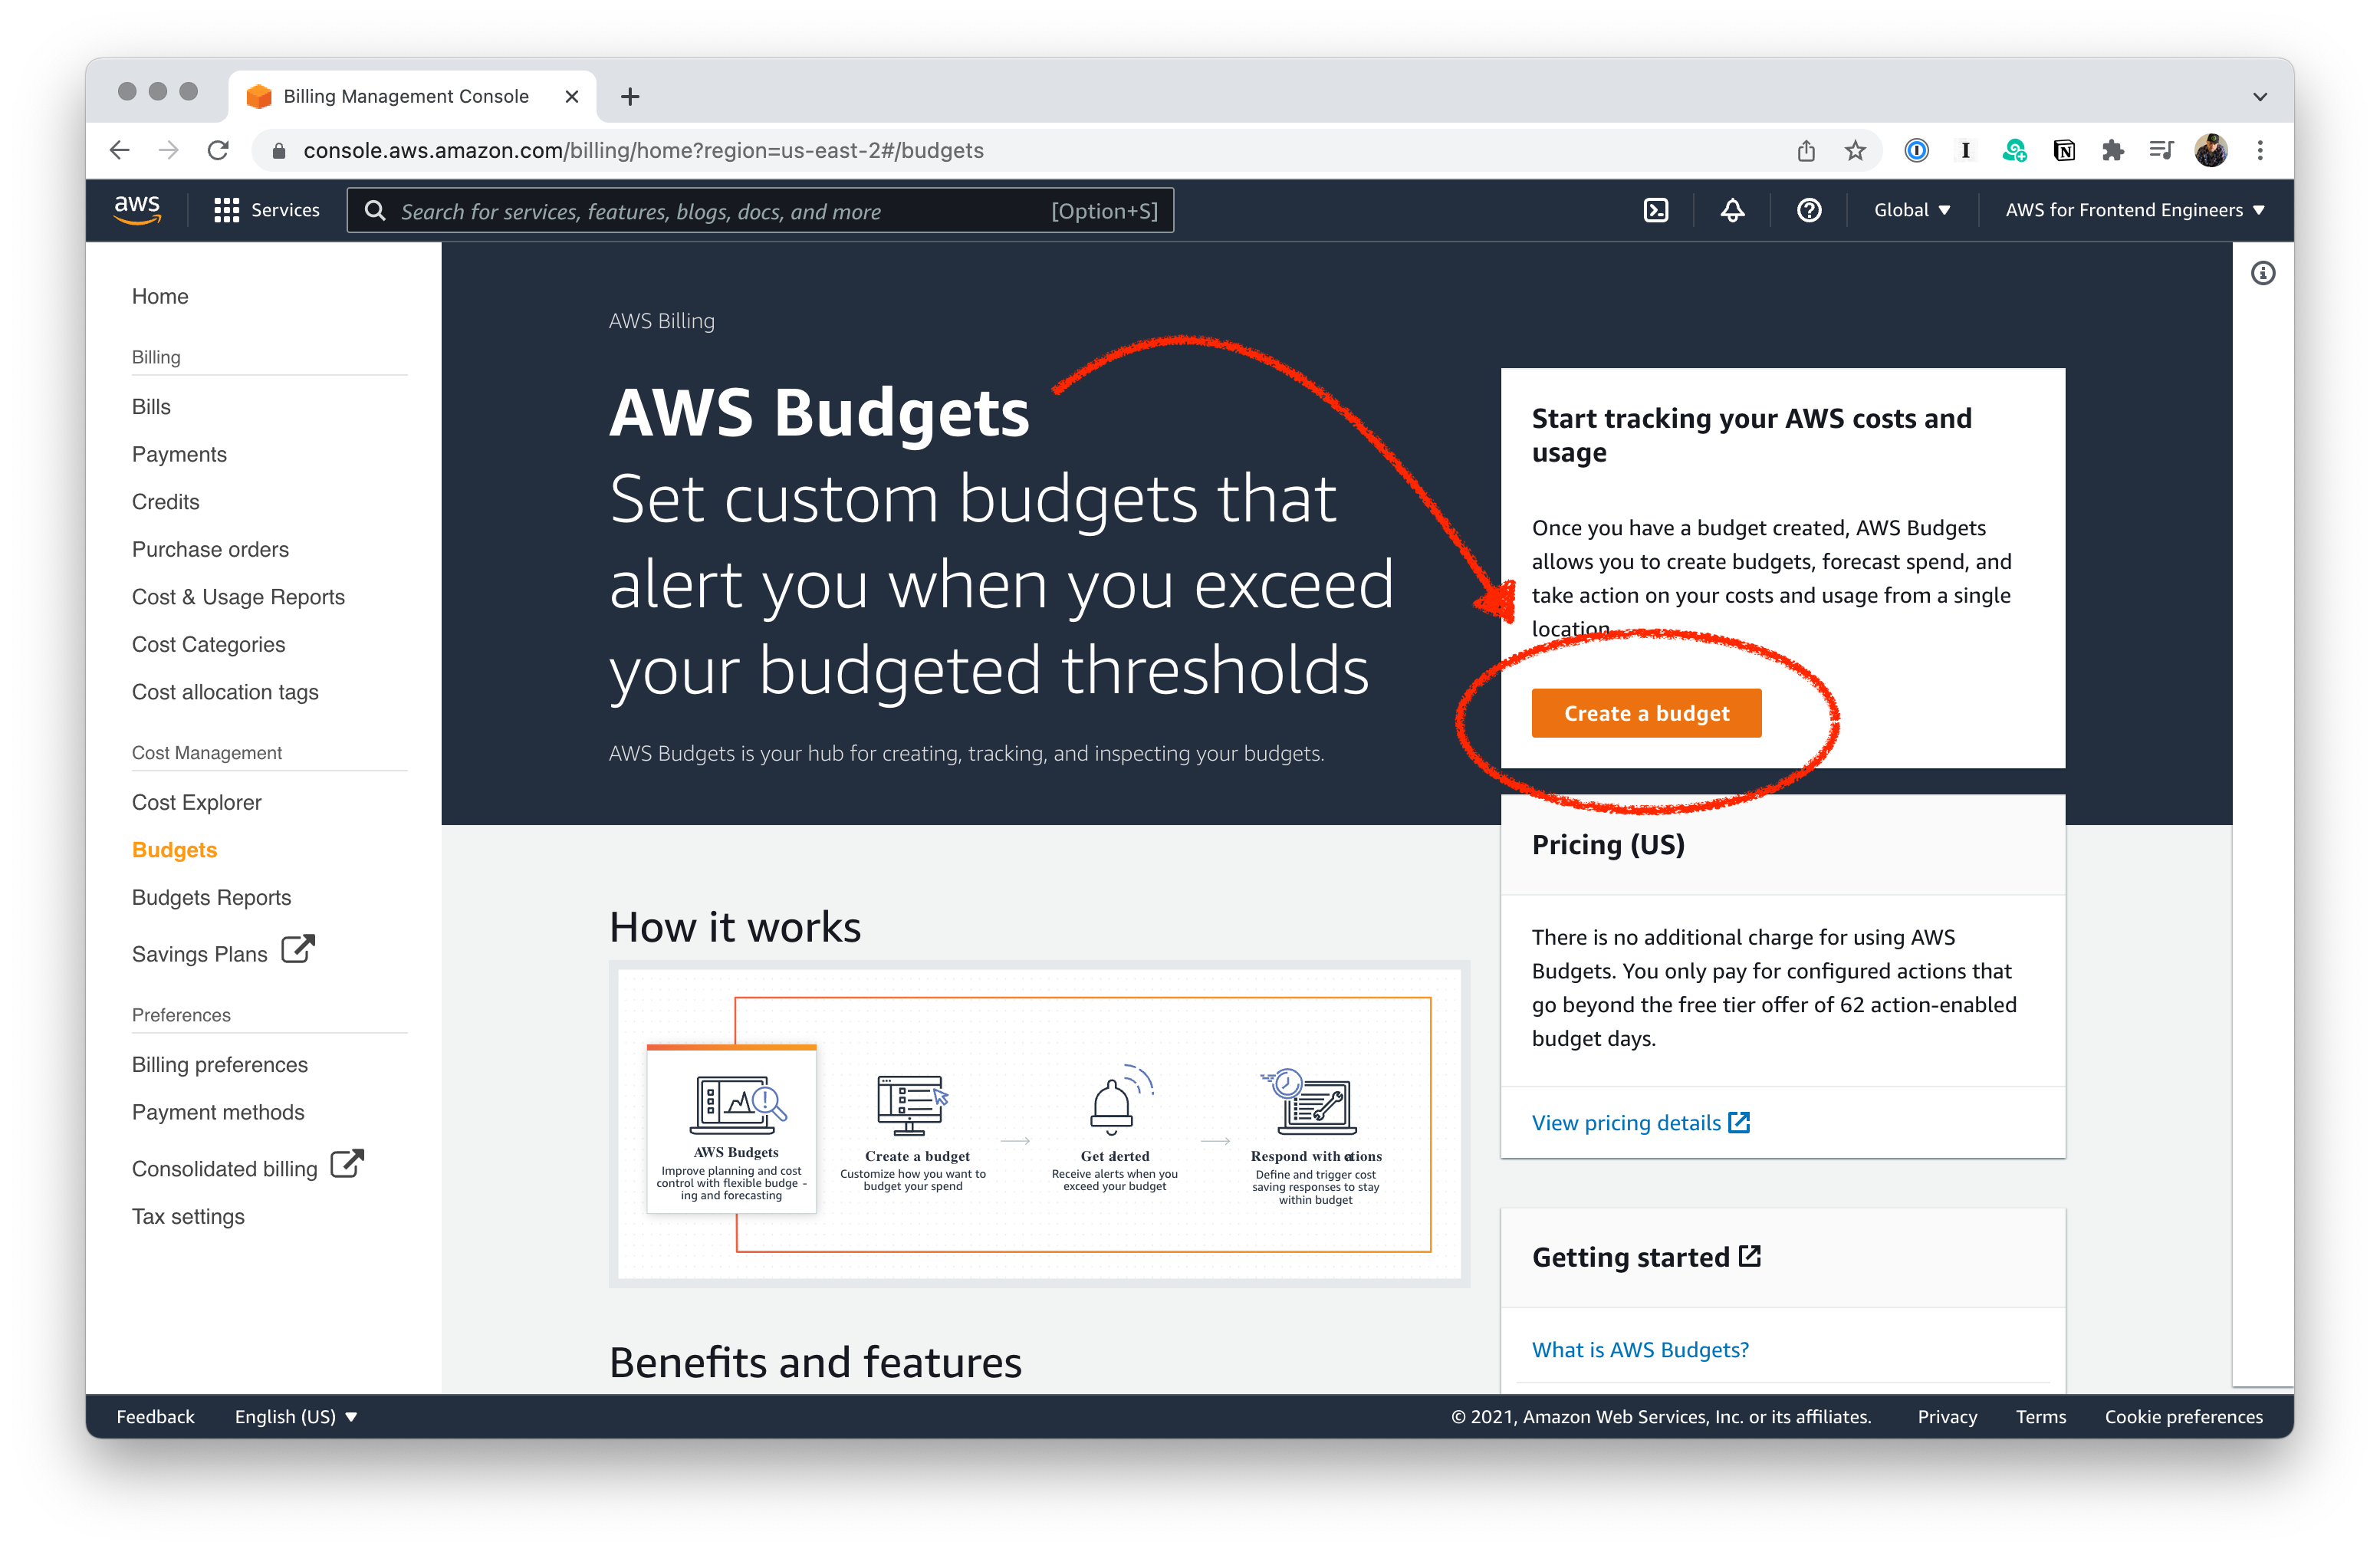 Billing Management Console
console.aws.amazon.com/billing/home?region=us-east-2#/budgets
aws
Services
Search for services, features, blogs, docs, and more
[Option+S]
Global
AWS for Frontend Engineers
Home
Billing
Bills
Payments
Credits
Purchase orders
Cost & Usage Reports
Cost Categories
Cost allocation tags
Cost Management
Cost Explorer
Budgets
Budgets Reports
Savings Plans
Preferences
Billing preferences
Payment methods
Consolidated billing
Tax settings
AWS Billing
AWS Budgets
Set custom budgets that
alert you when you exceed
your budgeted thresholds
AWS Budgets is your hub for creating, tracking, and inspecting your budgets.
Start tracking your AWS costs and
usage
Once you have a budget created, AWS Budgets
allows you to create budgets, forecast spend, and
take action on your costs and usage from a single
location.
Create a budget
Pricing (US)
There is no additional charge for using AWS
Budgets. You only pay for configured actions that
go beyond the free tier offer of 62 action-enabled
budget days.
View pricing details
Getting started
What is AWS Budgets?
How it works
AWS Budgets
Improve planning and cost
control with flexible budge -
ing and forecasting
Create a budget
Customize how you want to
budget your spend
Get alerted
Receive alerts when you
exceed your budget
Respond with actions
Define and trigger cost
saving responses to stay
within budget
Benefits and features
Feedback
English (US)
© 2021, Amazon Web Services, Inc. or its affiliates.
Privacy
Terms
Cookie preferences